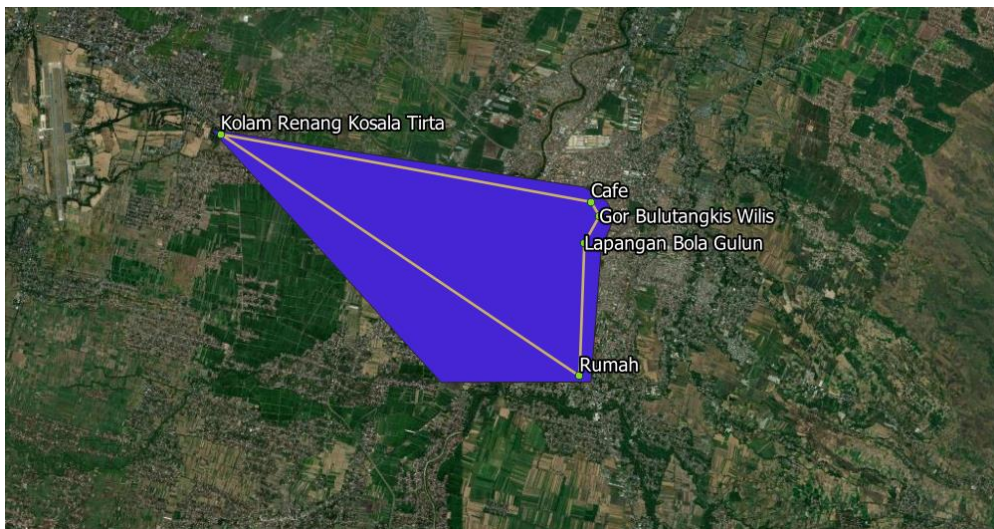 Kolam Renang Kosala Tirta
Cafe
Gor Bulutangkis Wilis
Lapangan Bola Gulun
Rumah